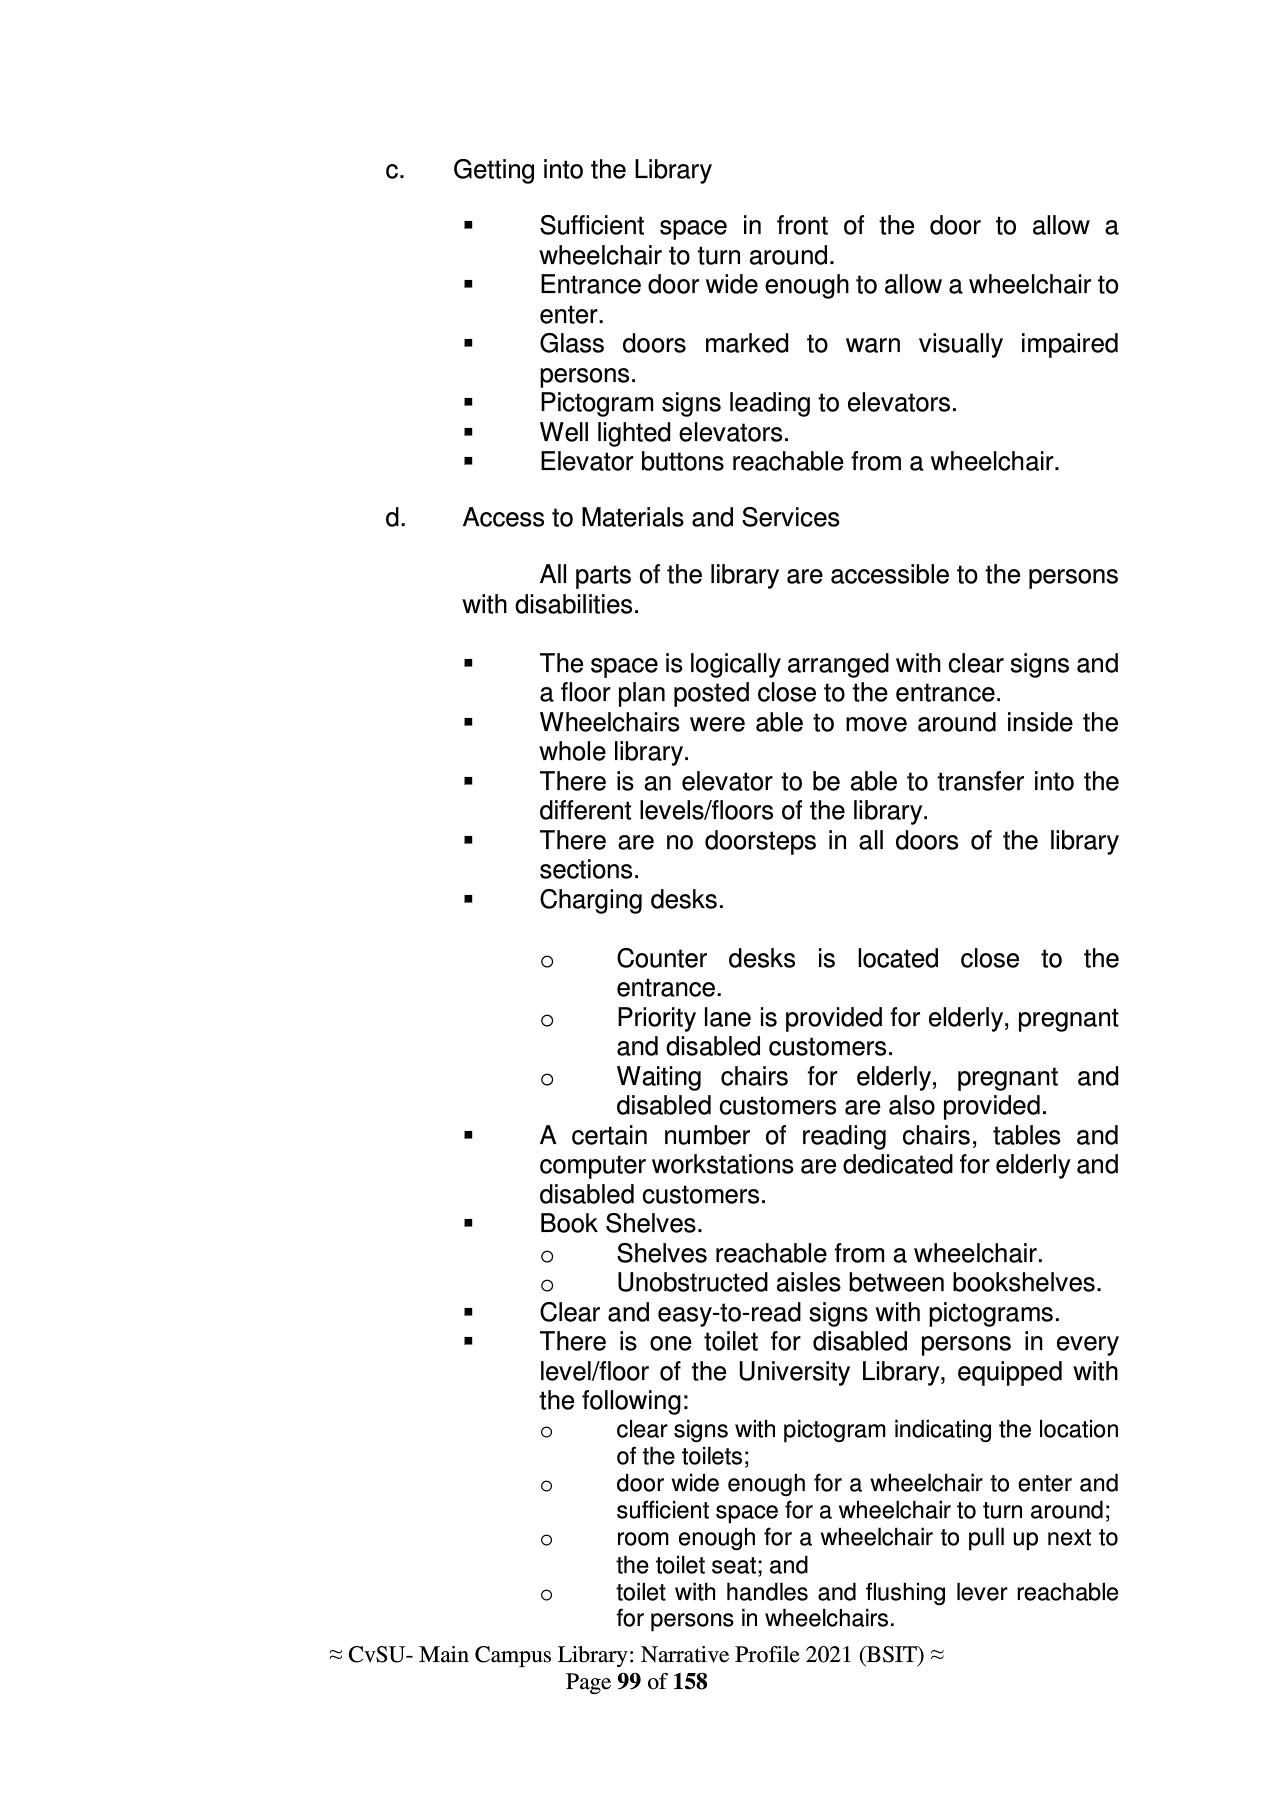 c. Getting into the Library
▪ Sufficient space in front of the door to allow a
wheelchair to turn around.
▪ Entrance door wide enough to allow a wheelchair to
enter.
▪ Glass doors marked to warn visually impaired
persons.
▪ Pictogram signs leading to elevators.
▪ Well lighted elevators.
▪ Elevator buttons reachable from a wheelchair.
d. Access to Materials and Services
All parts of the library are accessible to the persons
with disabilities.
▪ The space is logically arranged with clear signs and
a floor plan posted close to the entrance.
▪ Wheelchairs were able to move around inside the
whole library.
▪ There is an elevator to be able to transfer into the
different levels/floors of the library.
▪ There are no doorsteps in all doors of the library
sections.
▪ Charging desks.
o Counter desks is located close to the
entrance.
o Priority lane is provided for elderly, pregnant
and disabled customers.
o Waiting chairs for elderly, pregnant and
disabled customers are also provided.
▪ A certain number of reading chairs, tables and
computer workstations are dedicated for elderly and
disabled customers.
▪ Book Shelves.
o Shelves reachable from a wheelchair.
o Unobstructed aisles between bookshelves.
▪ Clear and easy-to-read signs with pictograms.
▪ There is one toilet for disabled persons in every
level/floor of the University Library, equipped with
the following:
o clear signs with pictogram indicating the location
of the toilets;
o door wide enough for a wheelchair to enter and
sufficient space for a wheelchair to turn around;
o room enough for a wheelchair to pull up next to
the toilet seat; and
o toilet with handles and flushing lever reachable
for persons in wheelchairs.
≈ CvSU- Main Campus Library: Narrative Profile 2021 (BSIT) ≈
Page 99 of 158